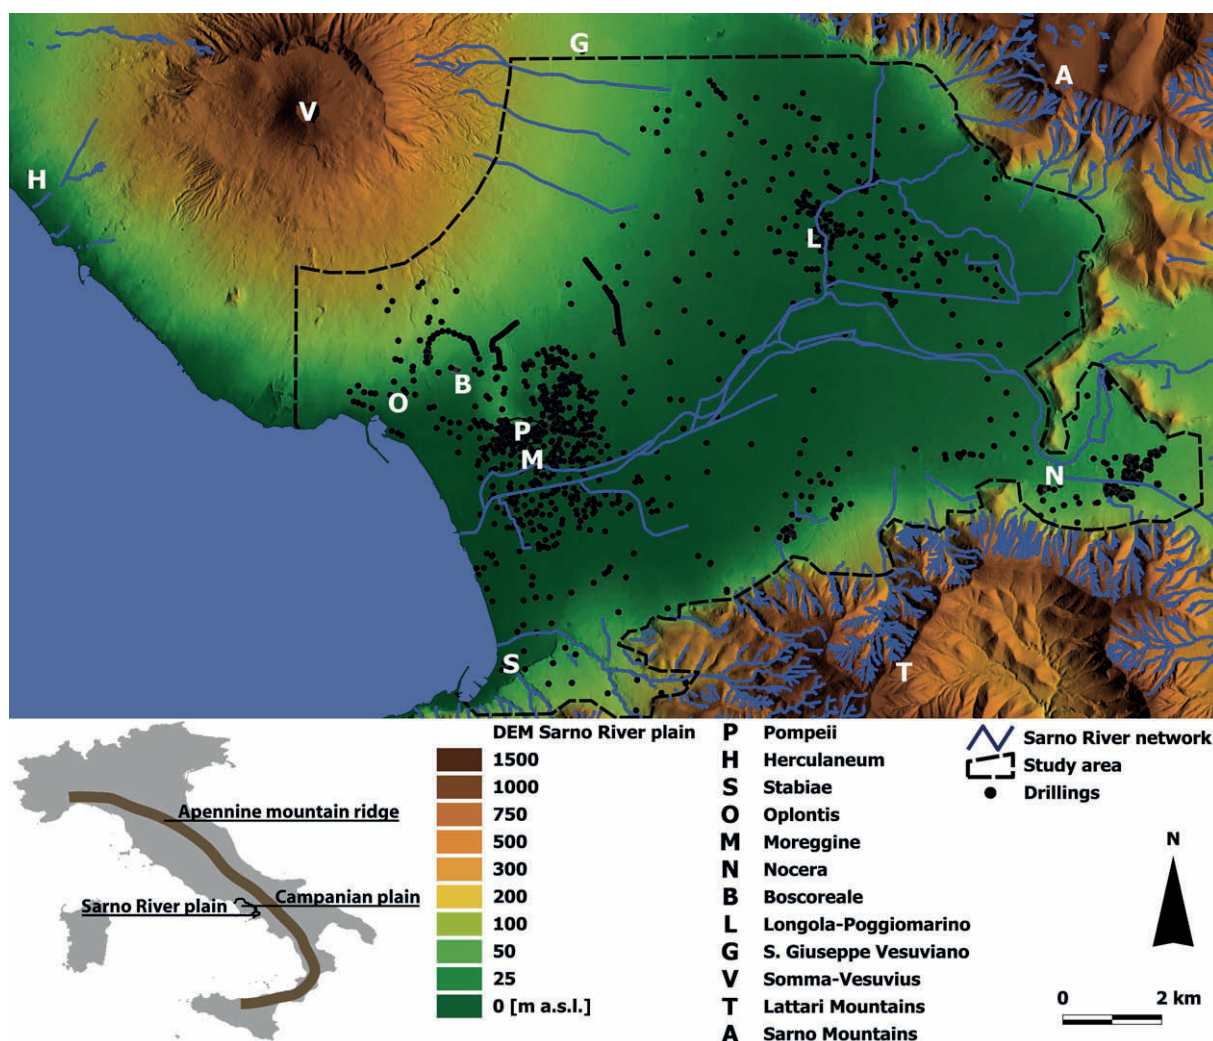 G
A
V
H
L
B
O
P
M
N
S
T
DEM Sarno River plain
1500
1000
750
500
300
200
100
50
25
0 [m a.s.l.]
Apennine mountain ridge
Campanian plain
Sarno River plain
P Pompeii
H Herculaneum
S Stabiae
O Oplontis
M Moreggine
N Nocera
B Boscoreale
L Longola-Poggiomarino
G S. Giuseppe Vesuviano
V Somma-Vesuvius
T Lattari Mountains
A Sarno Mountains
Sarno River network
Study area
Drillings
N
0 2 km